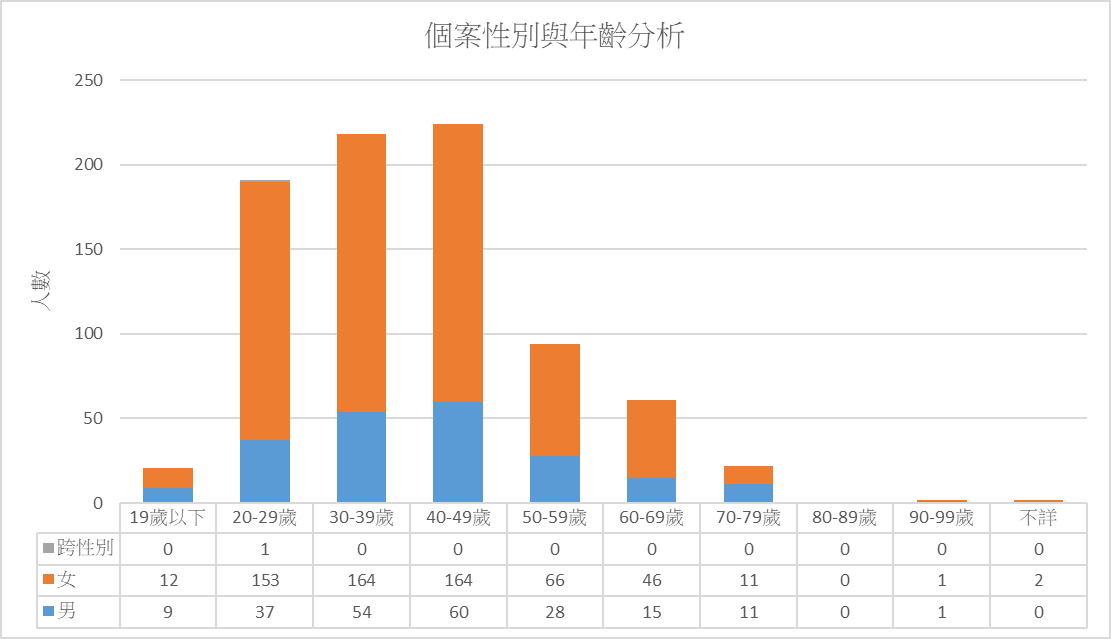 個案性別與年齡分析
250
200
150
100
50
0
人數
19歲以下 20-29歲 30-39歲 40-49歲 50-59歲 60-69歲 70-79歲 80-89歲 90-99歲 不詳
跨性別 0 1 0 0 0 0 0 0 0 0
女 12 153 164 164 66 46 11 0 1 2
男 9 37 54 60 28 15 11 0 1 0